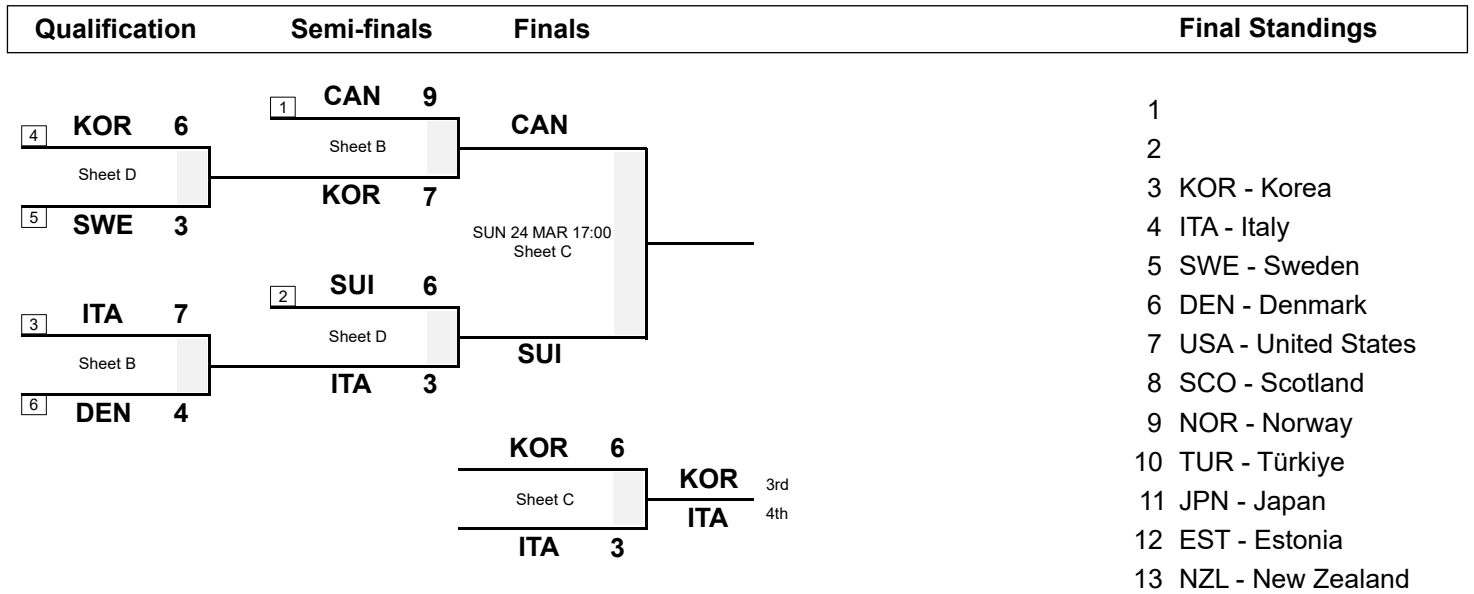 Qualification Semi-finals Finals Final Standings
1 CAN 9
4 KOR 6
Sheet B
CAN
Sheet D
KOR 7
5 SWE 3
SUN 24 MAR 17:00
Sheet C
2 SUI 6
3 ITA 7
Sheet D
SUI
Sheet B
ITA 3
6 DEN 4
KOR 6
Sheet C
KOR 3rd
ITA 4th
ITA 3
1
2
3 KOR - Korea
4 ITA - Italy
5 SWE - Sweden
6 DEN - Denmark
7 USA - United States
8 SCO - Scotland
9 NOR - Norway
10 TUR - Türkiye
11 JPN - Japan
12 EST - Estonia
13 NZL - New Zealand